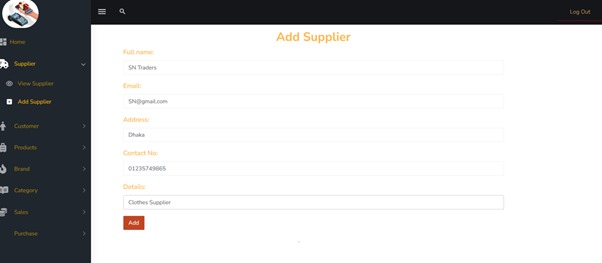 Log Out
Home
Supplier
View Supplier
Add Supplier
Customer
Products
Brand
Category
Sales
Purchase
Add Supplier
Full name:
SN Traders
Email:
SN@gmail.com
Address:
Dhaka
Contact No:
01235749865
Details:
Clothes Supplier
Add